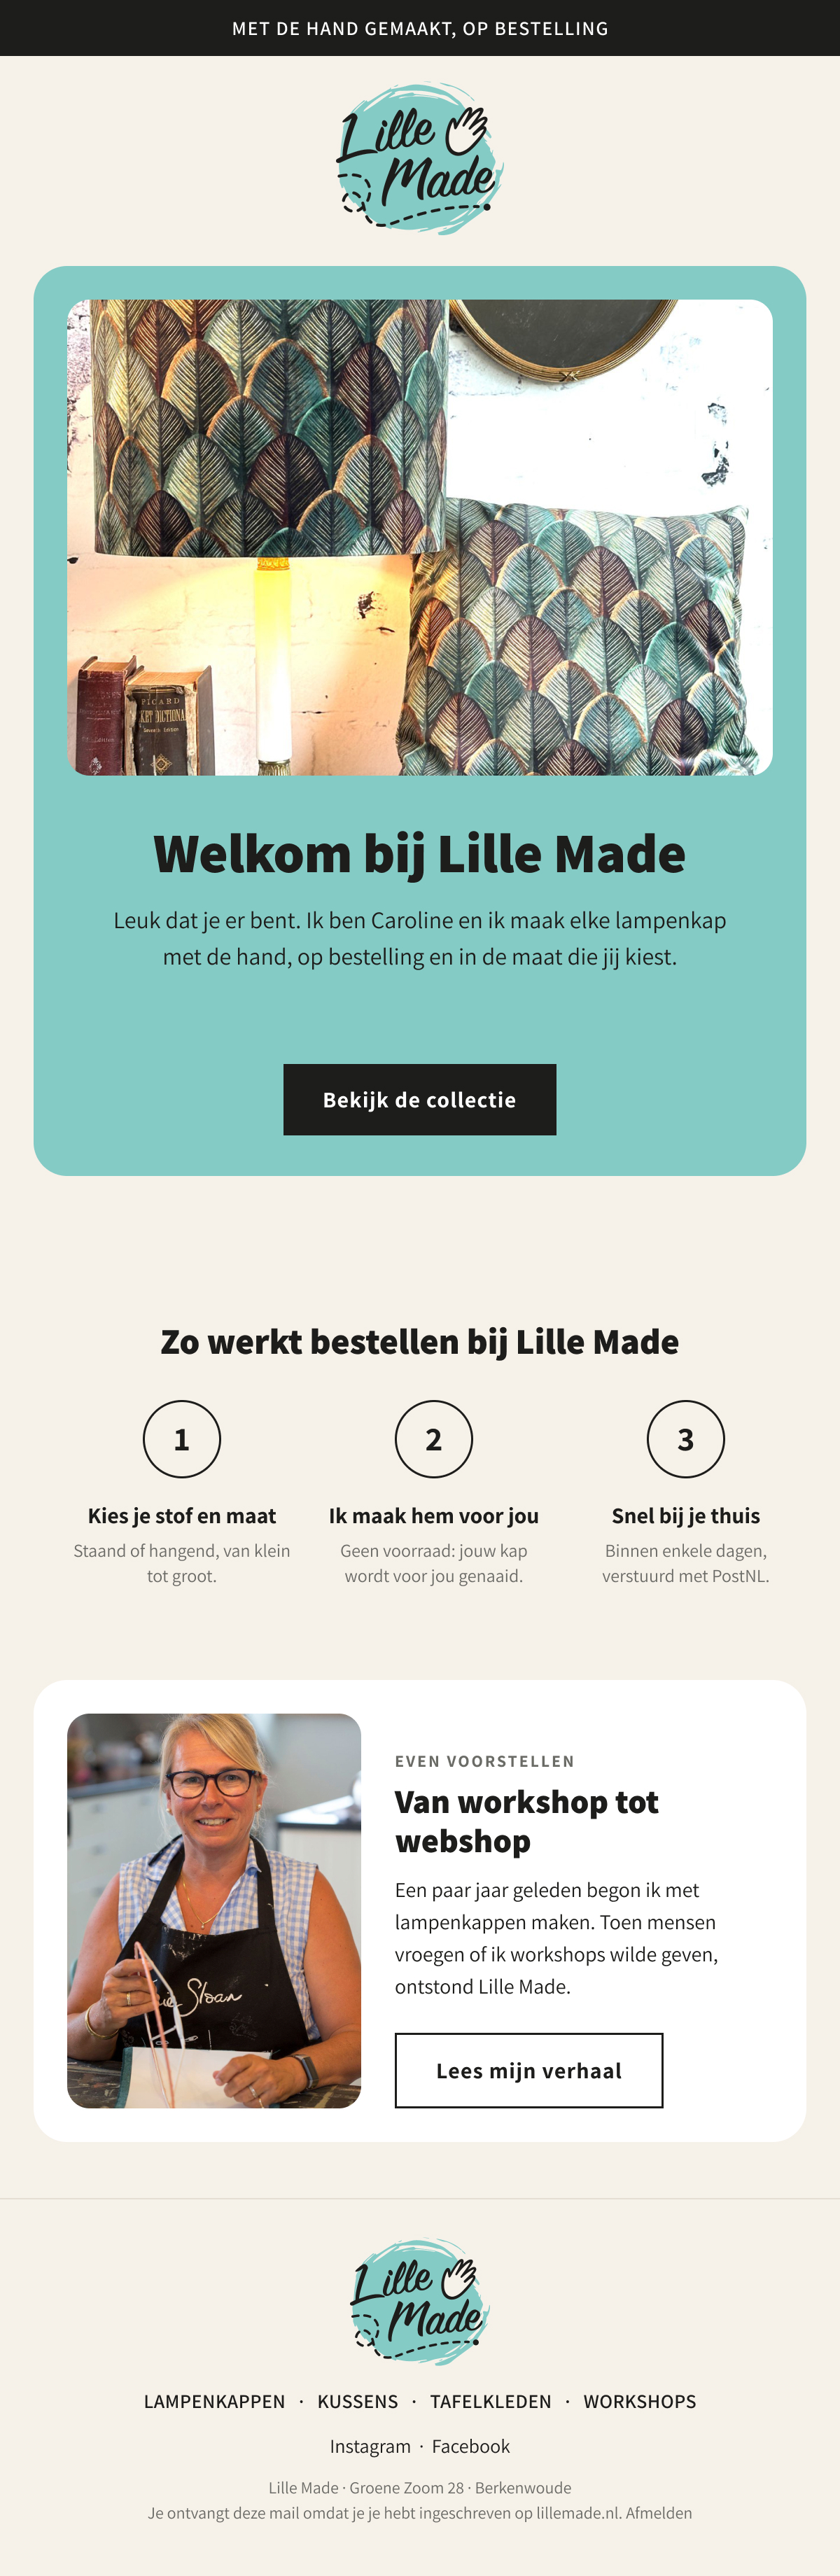 MET DE HAND GEMAAKT, OP BESTELLING
Lille
Made
PICARD
Welkom bij Lille Made
Leuk dat je er bent. Ik ben Caroline en ik maak elke lampenkap
met de hand, op bestelling en in de maat die jij kiest.
Bekijk de collectie
Zo werkt bestellen bij Lille Made
1
2
3
Kies je stof en maat
Ik maak hem voor jou
Snel bij je thuis
Staand of hangend, van klein
tot groot.
Geen voorraad: jouw kap
wordt voor jou genaaid.
Binnen enkele dagen,
verstuurd met PostNL.
EVEN VOORSTELLEN
Van workshop tot
webshop
Een paar jaar geleden begon ik met
lampenkappen maken. Toen mensen
vroegen of ik workshops wilde geven,
ontstond Lille Made.
Sloan
Lees mijn verhaal
Lille
Made
LAMPENKAPPEN · KUSSENS · TAFELKLEDEN · WORKSHOPS
Instagram · Facebook
Lille Made · Groene Zoom 28 · Berkenwoude
Je ontvangt deze mail omdat je je hebt ingeschreven op lillemade.nl. Afmelden